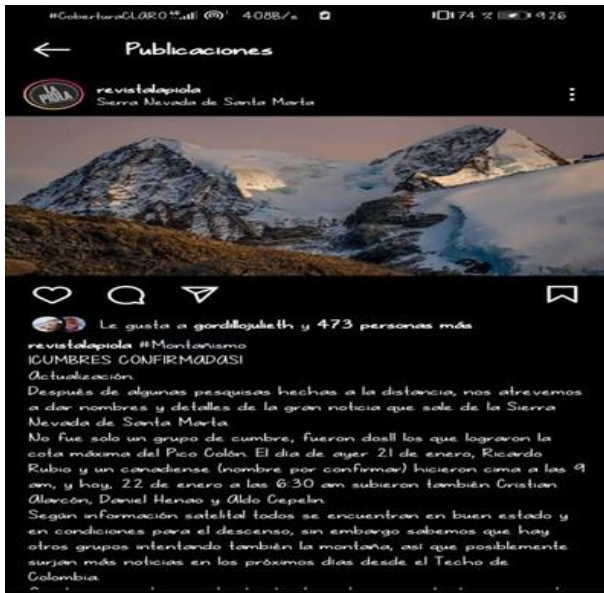 #CoberturaCLARO 4G 408B/s 74 % 9:26
Publicaciones
LA PIOLA
revistalapiola
Sierra Nevada de Santa Marta
Le gusta a gordillojulieth y 473 personas más
revistalapiola #Montañismo
¡CUMBRES CONFIRMADAS!
Actualización.
Después de algunas pesquisas hechas a la distancia, nos atrevemos
a dar nombres y detalles de la gran noticia que sale de la Sierra
Nevada de Santa Marta
No fue solo un grupo de cumbre, fueron dos!! los que lograron la
cota máxima del Pico Colón. El día de ayer 21 de enero, Ricardo
Rubio y un canadiense (nombre por confirmar) hicieron cima a las 9
am, y hoy, 22 de enero a las 6:30 am subieron también Cristian
Alarcón, Daniel Henao y Aldo Cepelin.
Según información satelital todos se encuentran en buen estado y
en condiciones para el descenso, sin embargo sabemos que hay
otros grupos intentando también la montaña, así que posiblemente
surjan más noticias en los próximos días desde el Techo de
Colombia.